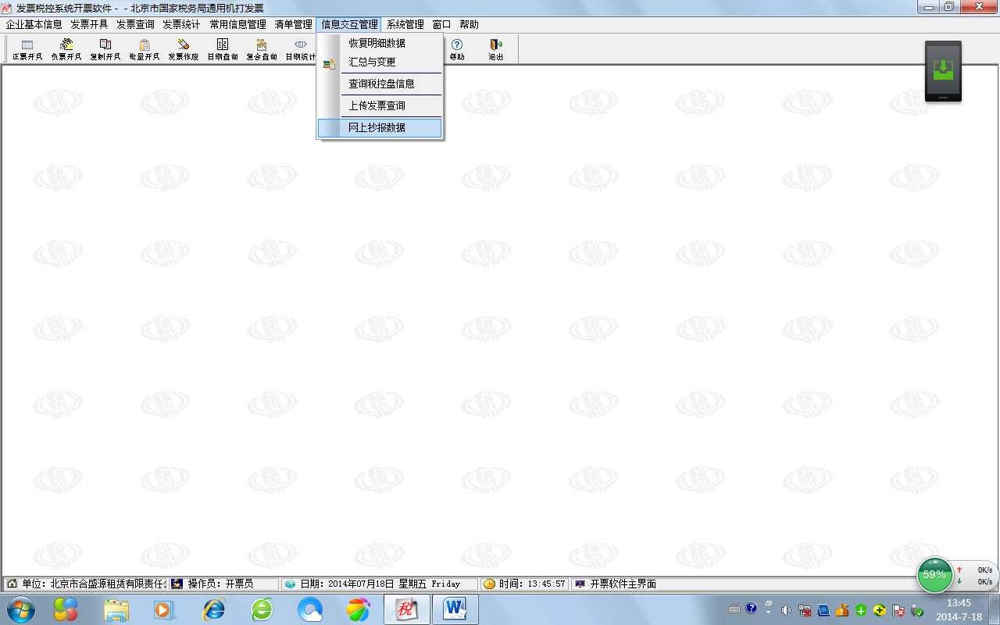 发票税控系统开票软件 - - 北京市国家税务局通用机打发票
企业基本信息 发票开具 发票查询 发票统计 常用信息管理 清单管理 信息交互管理 系统管理 窗口 帮助
正票开具 负票开具 复制开具 批量开具 发票作废 日期查询 复合查询 日期统计 帮助 退出
恢复明细数据
汇总与变更
查询税控盘信息
上传发票查询
网上抄报数据
59%
0K/s
0K/s
单位: 北京市合盛源租赁有限责任 操作员: 开票员 日期: 2014年07月18日 星期五 Friday 时间: 13:45:57 开票软件主界面
13:45
2014-7-18